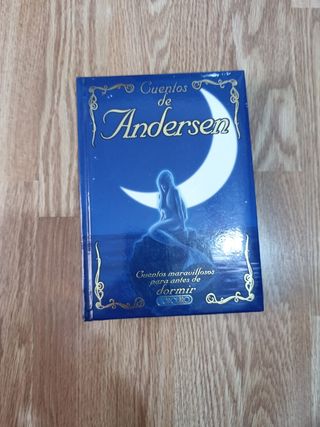 Cuentos
de
Andersen
Cuentos maravillosos
para antes de
dormir